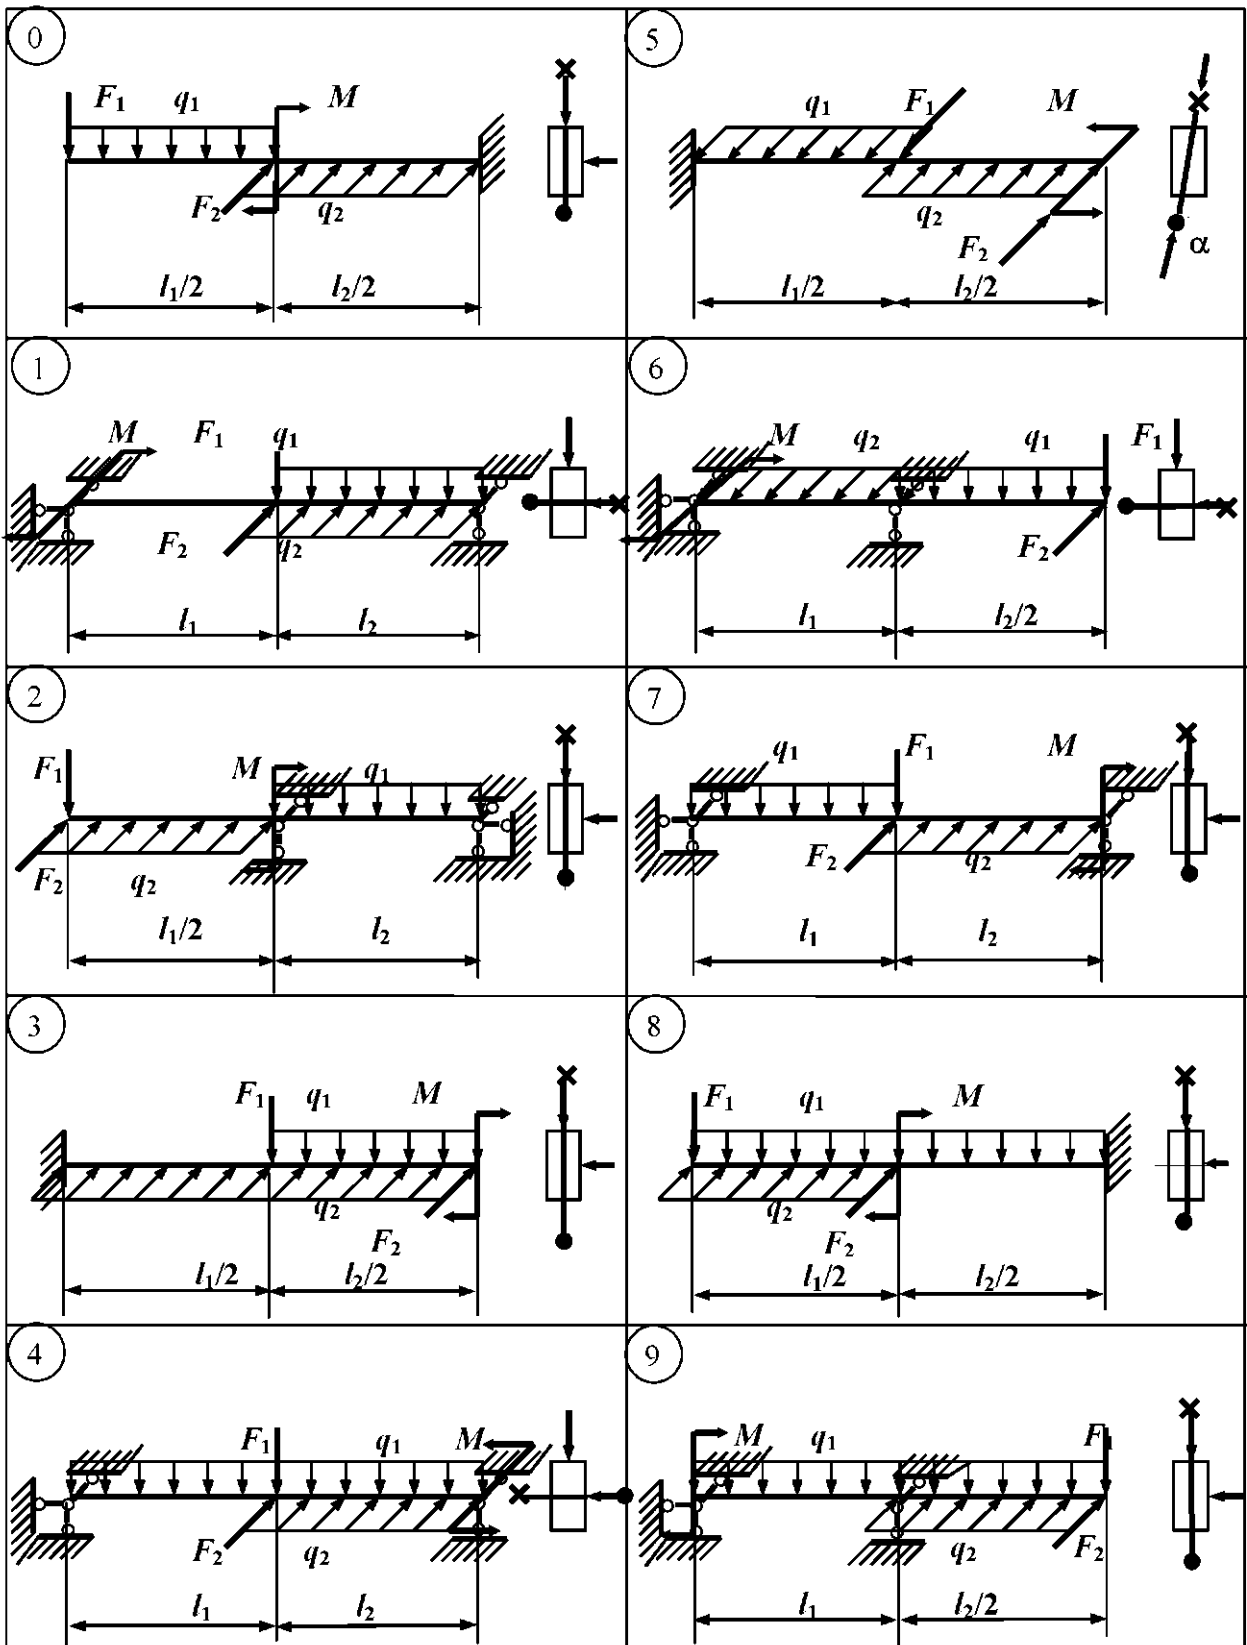 0
F1 q1 M
F2 q2
l1/2 l2/2
5
q1 F1 M
q2
F2 α
l1/2 l2/2
1
M F1 q1
F2 q2
l1 l2
6
M q2 q1 F1
F2
l1 l2/2
2
F1 M q1
F2 q2
l1/2 l2
7
q1 F1 M
F2 q2
l1 l2
3
F1 q1 M
q2
F2
l1/2 l2/2
8
F1 q1 M
q2
F2
l1/2 l2/2
4
F1 q1 M
F2 q2
l1 l2
9
M q1 F1
q2 F2
l1 l2/2